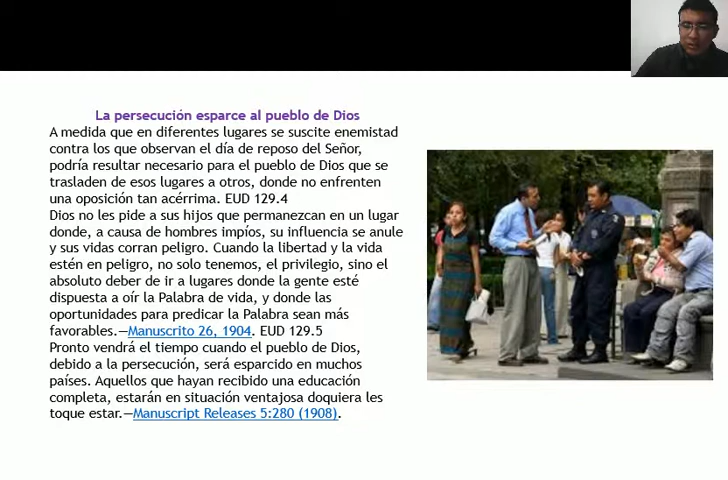 La persecución esparce al pueblo de Dios
A medida que en diferentes lugares se suscite enemistad
contra los que observan el día de reposo del Señor,
podría resultar necesario para el pueblo de Dios que se
trasladen de esos lugares a otros, donde no enfrenten
una oposición tan acérrima. EUD 129.4
Dios no les pide a sus hijos que permanezcan en un lugar
donde, a causa de hombres impíos, su influencia se anule
y sus vidas corran peligro. Cuando la libertad y la vida
estén en peligro, no solo tenemos, el privilegio, sino el
absoluto deber de ir a lugares donde la gente esté
dispuesta a oír la Palabra de vida, y donde las
oportunidades para predicar la Palabra sean más
favorables.—Manuscrito 26, 1904. EUD 129.5
Pronto vendrá el tiempo cuando el pueblo de Dios,
debido a la persecución, será esparcido en muchos
países. Aquellos que hayan recibido una educación
completa, estarán en situación ventajosa doquiera les
toque estar.—Manuscript Releases 5:280 (1908).